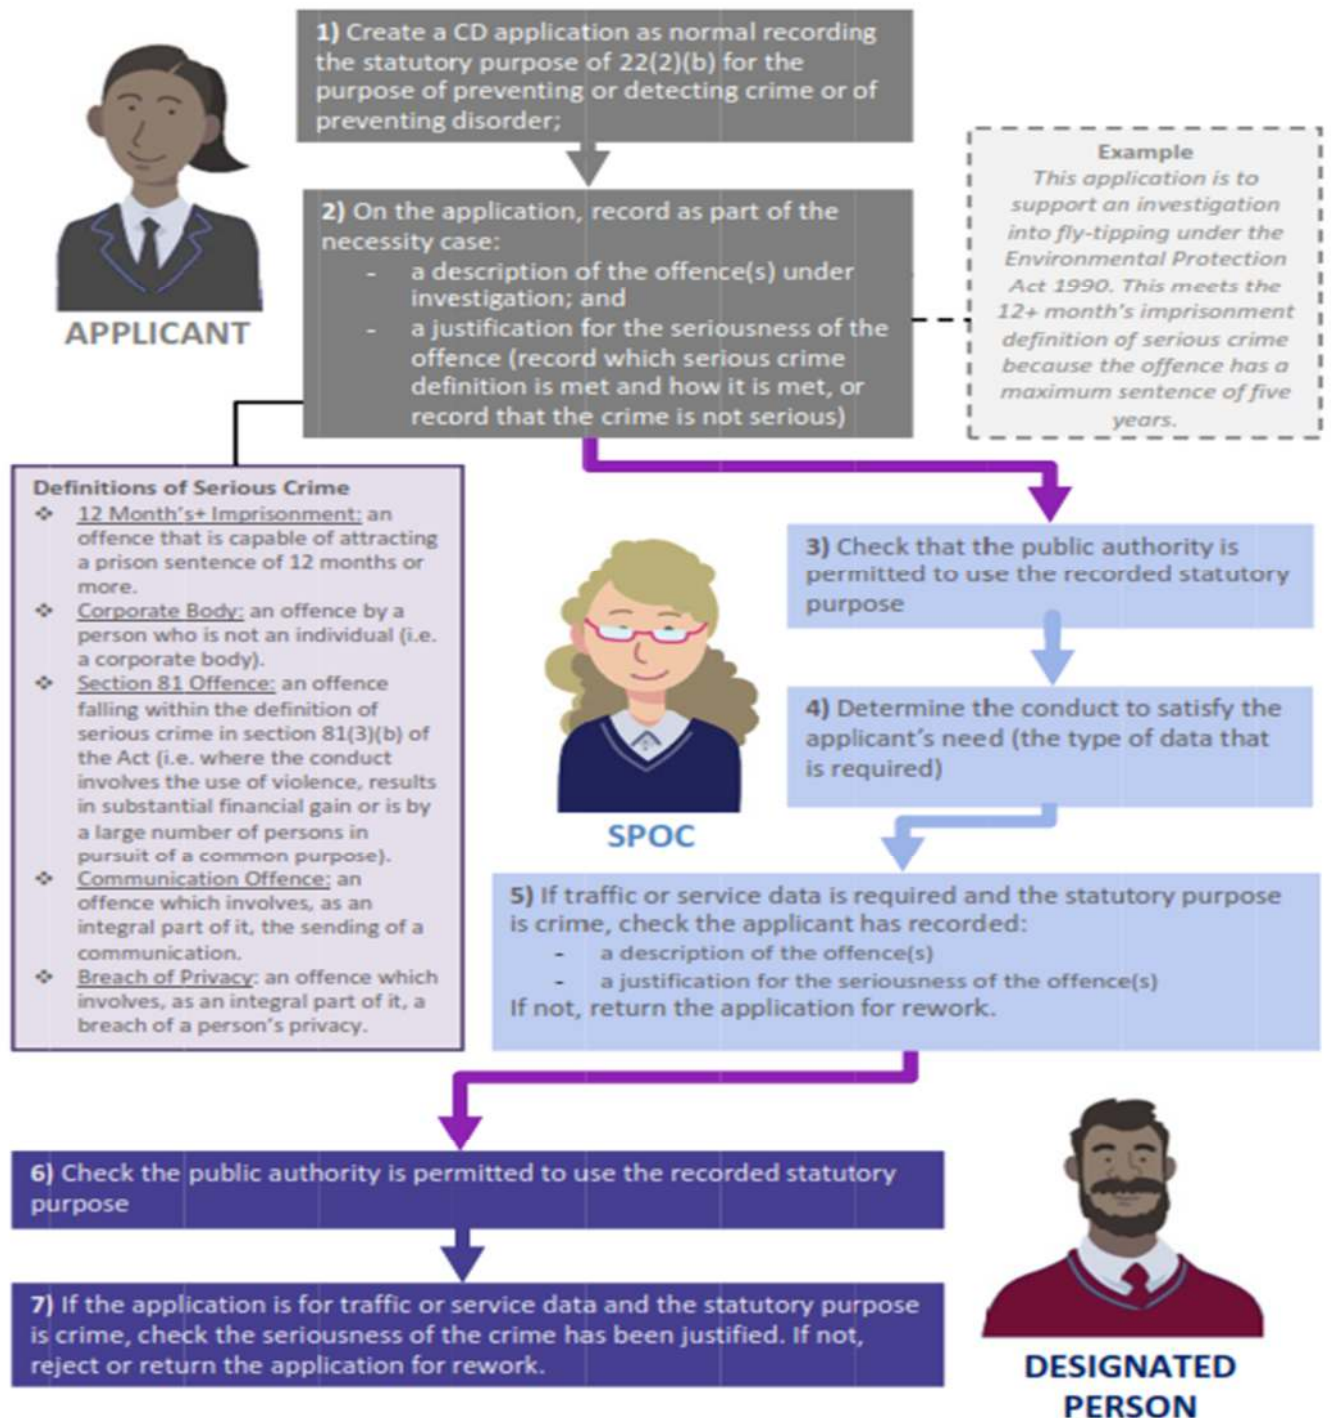 1) Create a CD application as normal recording
the statutory purpose of 22(2)(b) for the
purpose of preventing or detecting crime or of
preventing disorder;
APPLICANT
2) On the application, record as part of the
necessity case:
- a description of the offence(s) under
investigation; and
- a justification for the seriousness of the
offence (record which serious crime
definition is met and how it is met, or
record that the crime is not serious)
Example
This application is to
support an investigation
into fly-tipping under the
Environmental Protection
Act 1990. This meets the
12+ month's imprisonment
definition of serious crime
because the offence has a
maximum sentence of five
years.
Definitions of Serious Crime
❖ 12 Month's+ Imprisonment: an
offence that is capable of attracting
a prison sentence of 12 months or
more.
❖ Corporate Body: an offence by a
person who is not an individual (i.e.
a corporate body).
❖ Section 81 Offence: an offence
falling within the definition of
serious crime in section 81(3)(b) of
the Act (i.e. where the conduct
involves the use of violence, results
in substantial financial gain or is by
a large number of persons in
pursuit of a common purpose).
❖ Communication Offence: an
offence which involves, as an
integral part of it, the sending of a
communication.
❖ Breach of Privacy: an offence which
involves, as an integral part of it, a
breach of a person's privacy.
SPOC
3) Check that the public authority is
permitted to use the recorded statutory
purpose
4) Determine the conduct to satisfy the
applicant's need (the type of data that
is required)
5) If traffic or service data is required and the statutory purpose
is crime, check the applicant has recorded:
- a description of the offence(s)
- a justification for the seriousness of the offence(s)
If not, return the application for rework.
6) Check the public authority is permitted to use the recorded statutory
purpose
7) If the application is for traffic or service data and the statutory purpose
is crime, check the seriousness of the crime has been justified. If not,
reject or return the application for rework.
DESIGNATED
PERSON